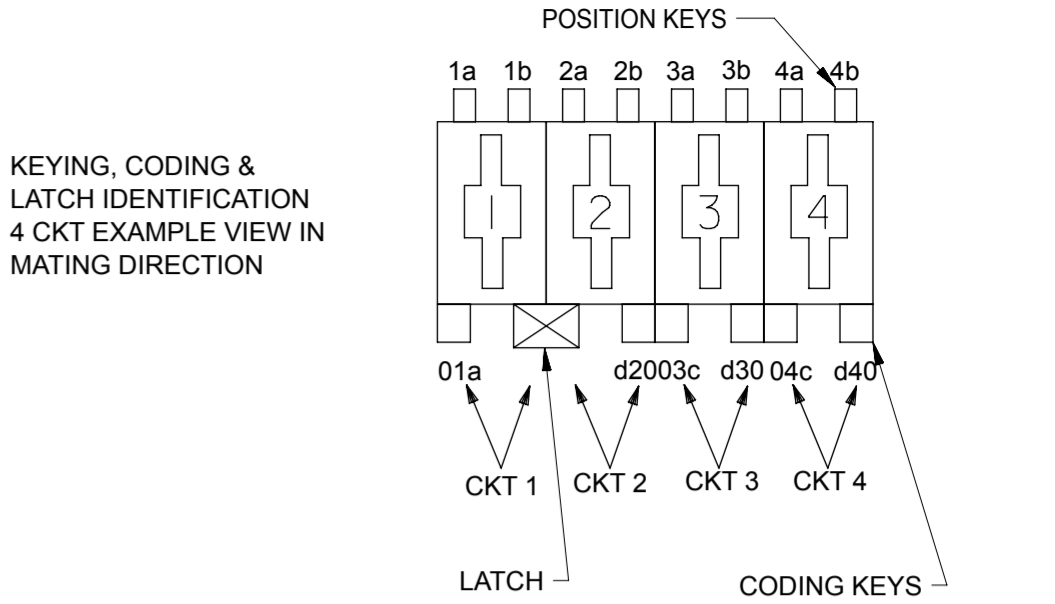 POSITION KEYS
1a 1b 2a 2b 3a 3b 4a 4b
KEYING, CODING &
LATCH IDENTIFICATION
4 CKT EXAMPLE VIEW IN
MATING DIRECTION
1 2 3 4
01a d2003c d30 04c d40
CKT 1 CKT 2 CKT 3 CKT 4
LATCH
CODING KEYS